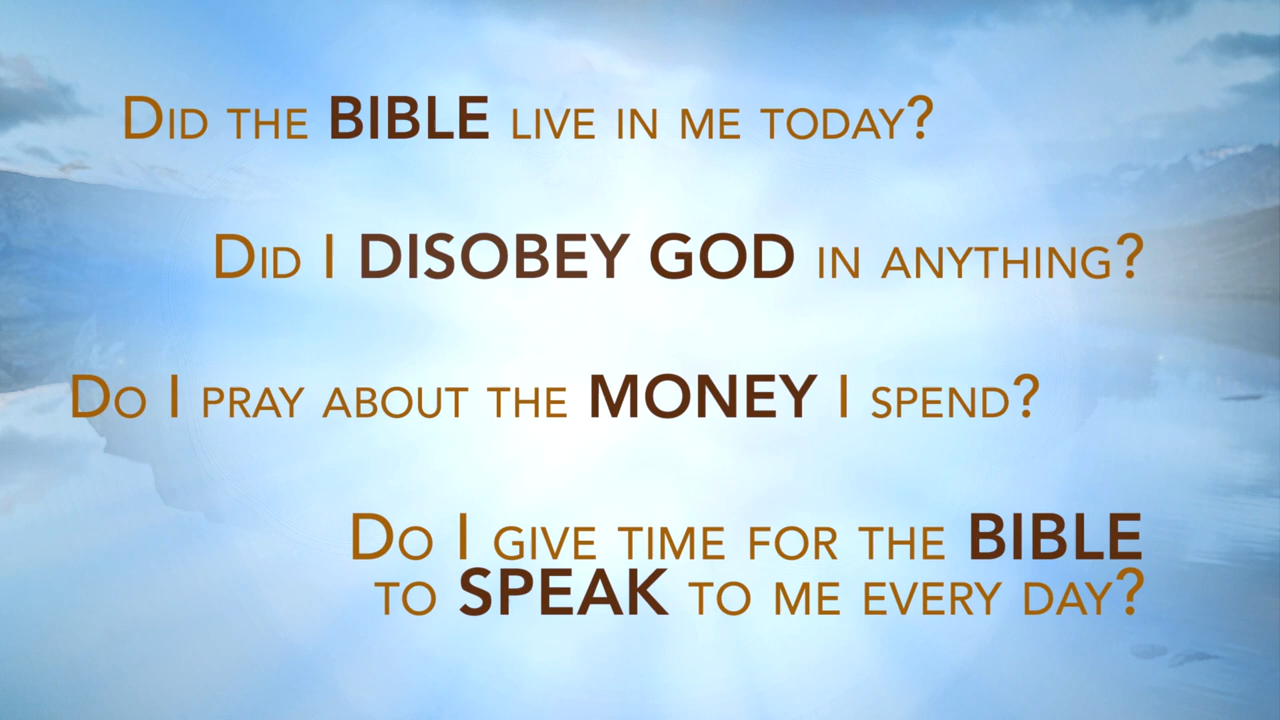 Did the BIBLE live in me today?
Did I DISOBEY GOD in anything?
Do I pray about the MONEY I spend?
Do I give time for the BIBLE
to SPEAK to me every day?